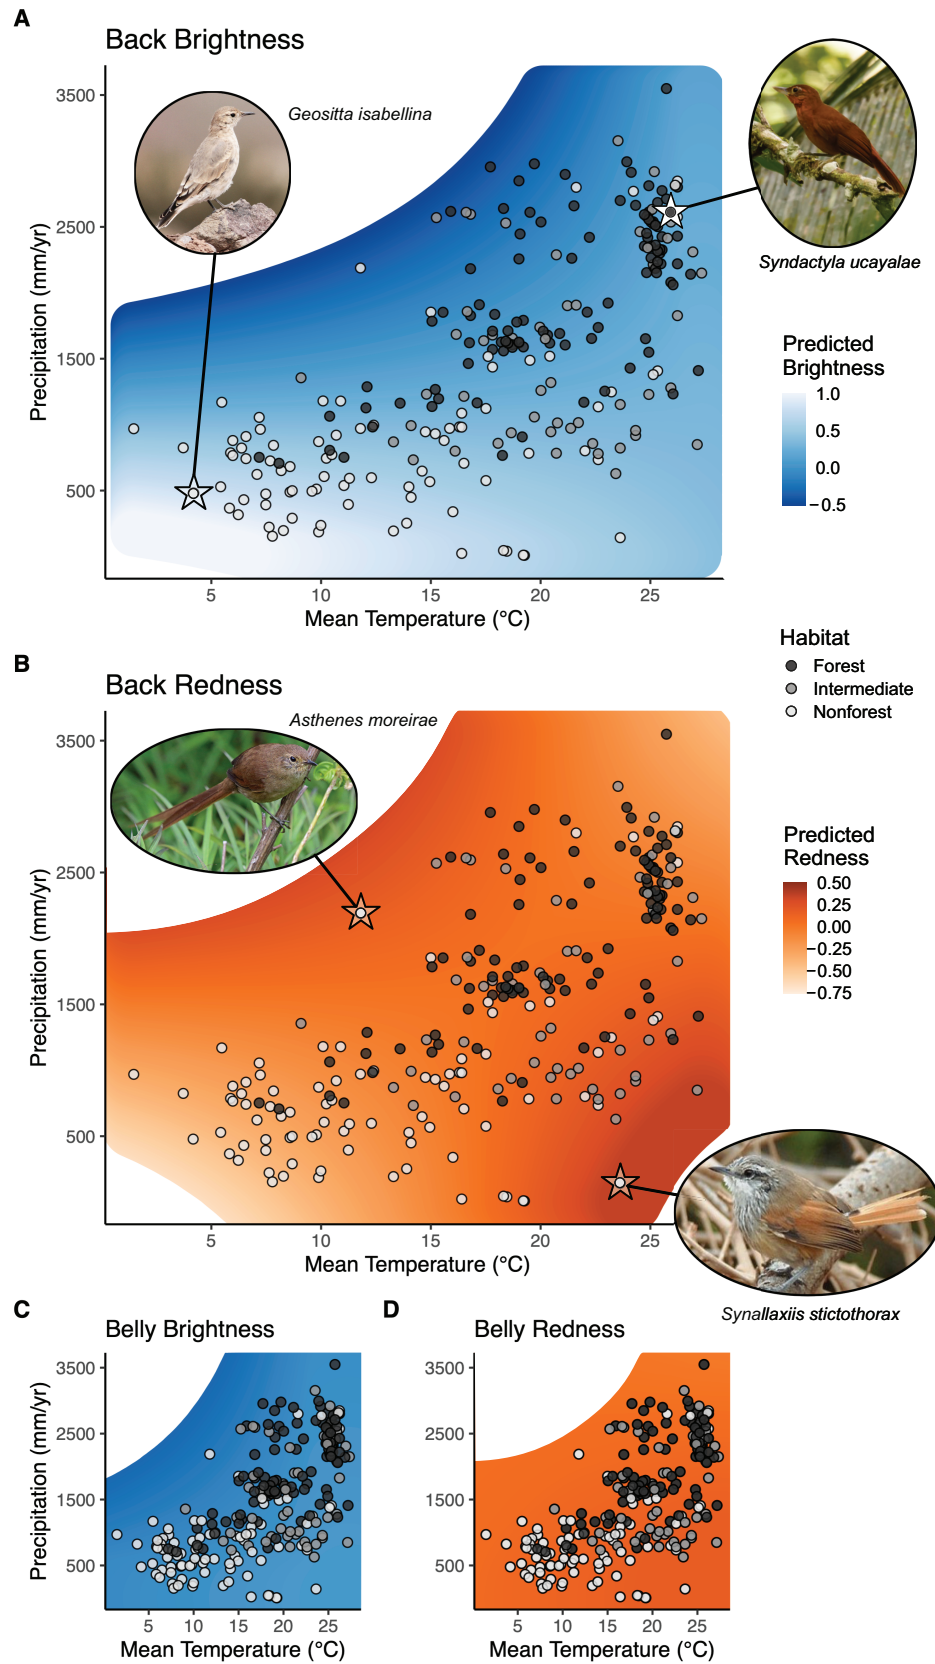 A
Back Brightness
Geositta isabellina
Syndactyla ucayalae
Precipitation (mm/yr)
3500
2500
1500
500
5
10
15
20
25
Mean Temperature (°C)
Predicted
Brightness
1.0
0.5
0.0
−0.5
Habitat
Forest
Intermediate
Nonforest
B
Back Redness
Asthenes moreirae
Precipitation (mm/yr)
3500
2500
1500
500
5
10
15
20
25
Mean Temperature (°C)
Predicted
Redness
0.50
0.25
0.00
−0.25
−0.50
−0.75
Synallaxiis stictothorax
C
Belly Brightness
Precipitation (mm/yr)
3500
2500
1500
500
5
10
15
20
25
Mean Temperature (°C)
D
Belly Redness
3500
2500
1500
500
5
10
15
20
25
Mean Temperature (°C)